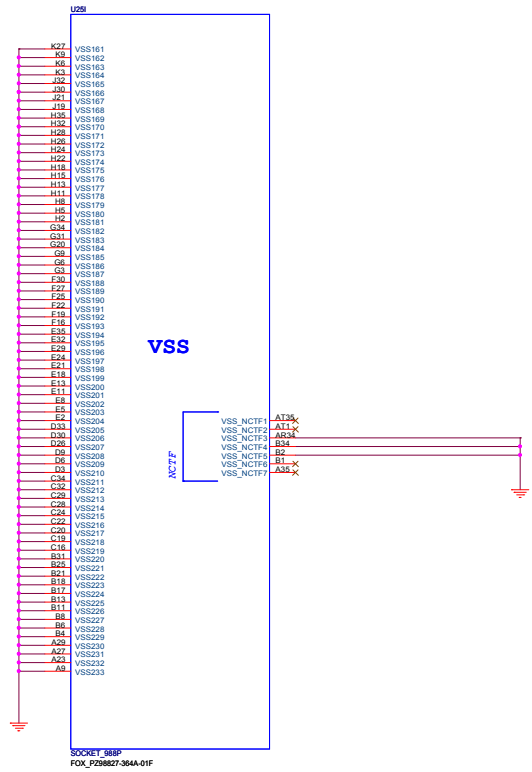 U25I
K27 VSS161
K9 VSS162
K6 VSS163
K3 VSS164
J32 VSS165
J30 VSS166
J21 VSS167
J19 VSS168
H35 VSS169
H32 VSS170
H28 VSS171
H26 VSS172
H24 VSS173
H22 VSS174
H18 VSS175
H15 VSS176
H13 VSS177
H11 VSS178
H8 VSS179
H5 VSS180
H2 VSS181
G34 VSS182
G31 VSS183
G20 VSS184
G9 VSS185
G6 VSS186
G3 VSS187
F30 VSS188
F27 VSS189
F25 VSS190
F22 VSS191
F19 VSS192
F16 VSS193
E35 VSS194
E32 VSS195
E29 VSS196
E24 VSS197
E21 VSS198
E18 VSS199
E13 VSS200
E11 VSS201
E8 VSS202
E5 VSS203
E2 VSS204
D33 VSS205
D30 VSS206
D26 VSS207
D9 VSS208
D6 VSS209
D3 VSS210
C34 VSS211
C32 VSS212
C29 VSS213
C28 VSS214
C24 VSS215
C22 VSS216
C20 VSS217
C19 VSS218
C16 VSS219
B31 VSS220
B25 VSS221
B21 VSS222
B18 VSS223
B17 VSS224
B13 VSS225
B11 VSS226
B8 VSS227
B6 VSS228
B4 VSS229
A29 VSS230
A27 VSS231
A23 VSS232
A9 VSS233
VSS
NCTF
VSS_NCTF1 AT35
VSS_NCTF2 AT1
VSS_NCTF3 AR34
VSS_NCTF4 B34
VSS_NCTF5 B2
VSS_NCTF6 B1
VSS_NCTF7 A35
SOCKET_988P
FOX_PZ98827-364A-01F